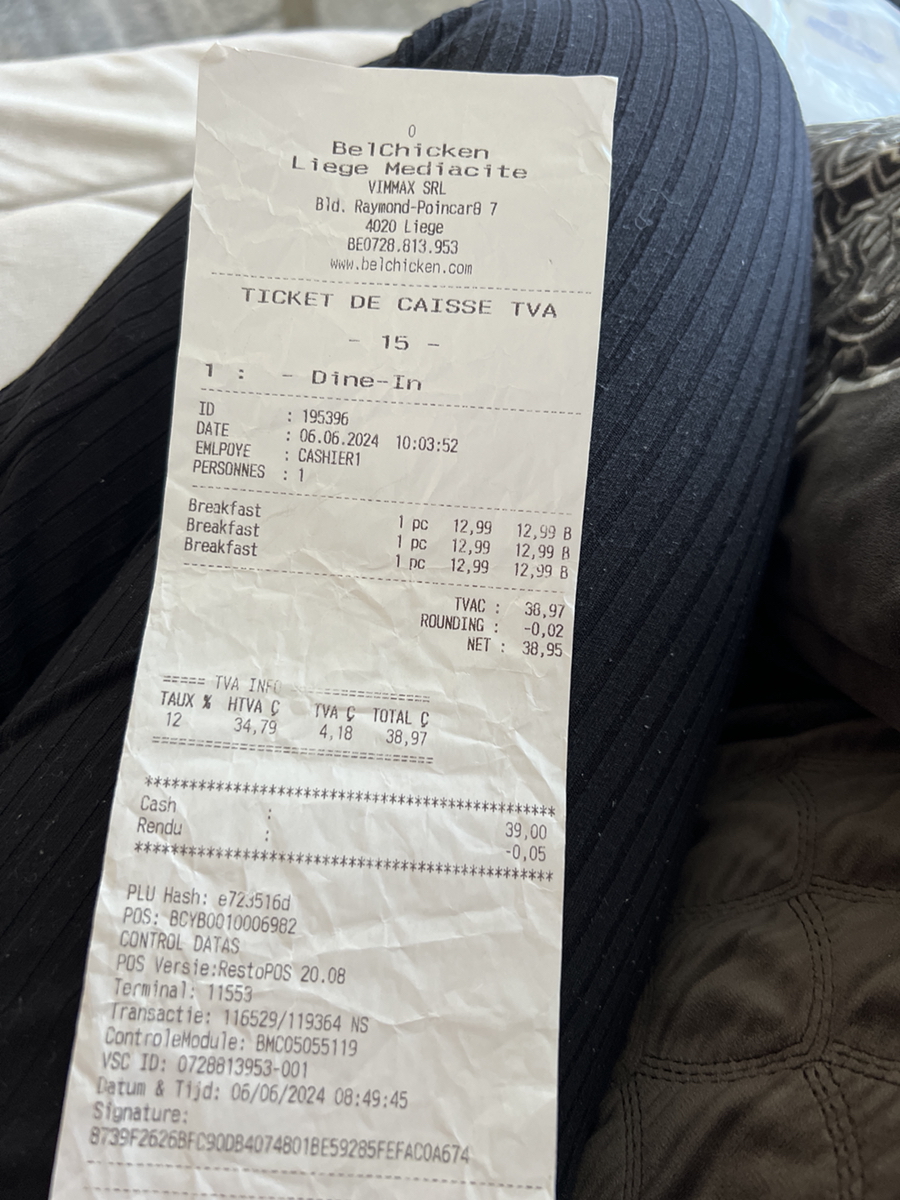 0
BelChicken
Liege Mediacite
VIMMAX SRL
Bld. Raymond-Poincar8 7
4020 Liege
BE0728.813.953
www.belchicken.com
TICKET DE CAISSE TVA
- 15 -
1 : - Dine-In
ID : 195396
DATE : 06.06.2024 10:03:52
EMLPOYE : CASHIER1
PERSONNES : 1
Breakfast 1 pc 12,99 12,99 B
Breakfast 1 pc 12,99 12,99 B
Breakfast 1 pc 12,99 12,99 B
TVAC : 38,97
ROUNDING : -0,02
NET : 38,95
===== TVA INFO ================
TAUX % HTVA Ç TVA Ç TOTAL Ç
12 34,79 4,18 38,97
===============================
*********************************************
Cash : 39,00
Rendu : -0,05
*********************************************
PLU Hash: e723516d
POS: BCYB0010006982
CONTROL DATAS
POS Versie:RestoPOS 20.08
Terminal: 11553
Transactie: 116529/119364 NS
ControleModule: BMC05055119
VSC ID: 0728813953-001
Datum & Tijd: 06/06/2024 08:49:45
Signature:
8739F2626BFC90DB4074801BE59285FEFAC0A674